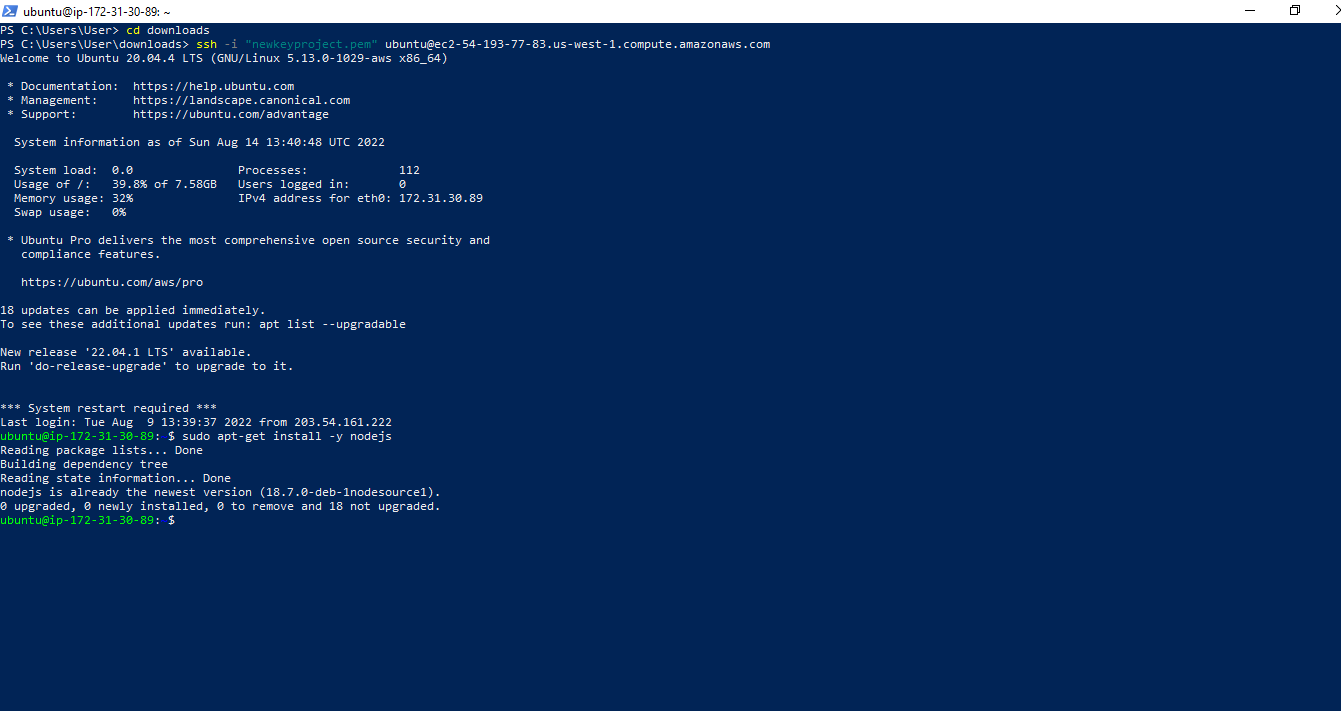 ubuntu@ip-172-31-30-89: ~
PS C:\Users\User> cd downloads
PS C:\Users\User\downloads> ssh -i "newkeyproject.pem" ubuntu@ec2-54-193-77-83.us-west-1.compute.amazonaws.com
Welcome to Ubuntu 20.04.4 LTS (GNU/Linux 5.13.0-1029-aws x86_64)
* Documentation: https://help.ubuntu.com
* Management: https://landscape.canonical.com
* Support: https://ubuntu.com/advantage
System information as of Sun Aug 14 13:40:48 UTC 2022
System load: 0.0 Processes: 112
Usage of /: 39.8% of 7.58GB Users logged in: 0
Memory usage: 32% IPv4 address for eth0: 172.31.30.89
Swap usage: 0%
* Ubuntu Pro delivers the most comprehensive open source security and
compliance features.
https://ubuntu.com/aws/pro
18 updates can be applied immediately.
To see these additional updates run: apt list --upgradable
New release '22.04.1 LTS' available.
Run 'do-release-upgrade' to upgrade to it.
*** System restart required ***
Last login: Tue Aug 9 13:39:37 2022 from 203.54.161.222
ubuntu@ip-172-31-30-89:~$ sudo apt-get install -y nodejs
Reading package lists... Done
Building dependency tree
Reading state information... Done
nodejs is already the newest version (18.7.0-deb-1nodesource1).
0 upgraded, 0 newly installed, 0 to remove and 18 not upgraded.
ubuntu@ip-172-31-30-89:~$